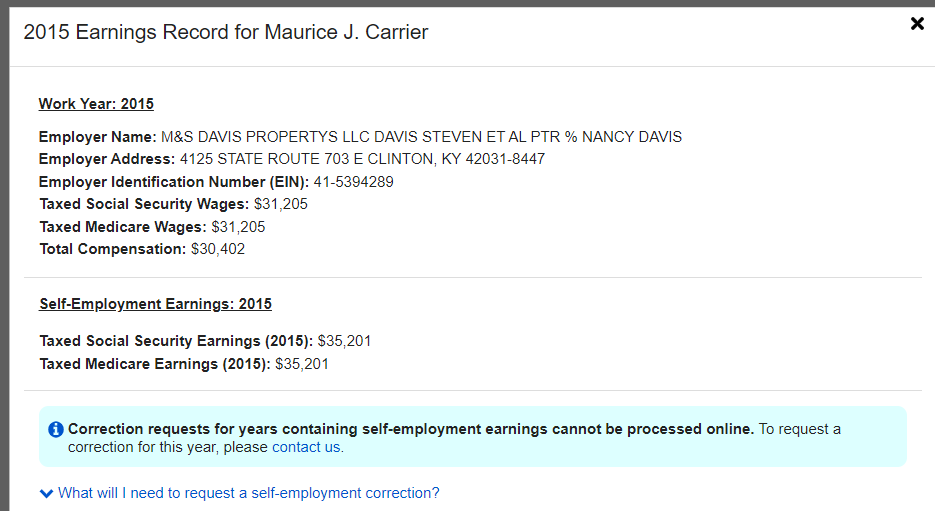 2015 Earnings Record for Maurice J. Carrier
Work Year: 2015
Employer Name: M&S DAVIS PROPERTYS LLC DAVIS STEVEN ET AL PTR % NANCY DAVIS
Employer Address: 4125 STATE ROUTE 703 E CLINTON, KY 42031-8447
Employer Identification Number (EIN): 41-5394289
Taxed Social Security Wages: $31,205
Taxed Medicare Wages: $31,205
Total Compensation: $30,402
Self-Employment Earnings: 2015
Taxed Social Security Earnings (2015): $35,201
Taxed Medicare Earnings (2015): $35,201
Correction requests for years containing self-employment earnings cannot be processed online. To request a
correction for this year, please contact us.
What will I need to request a self-employment correction?